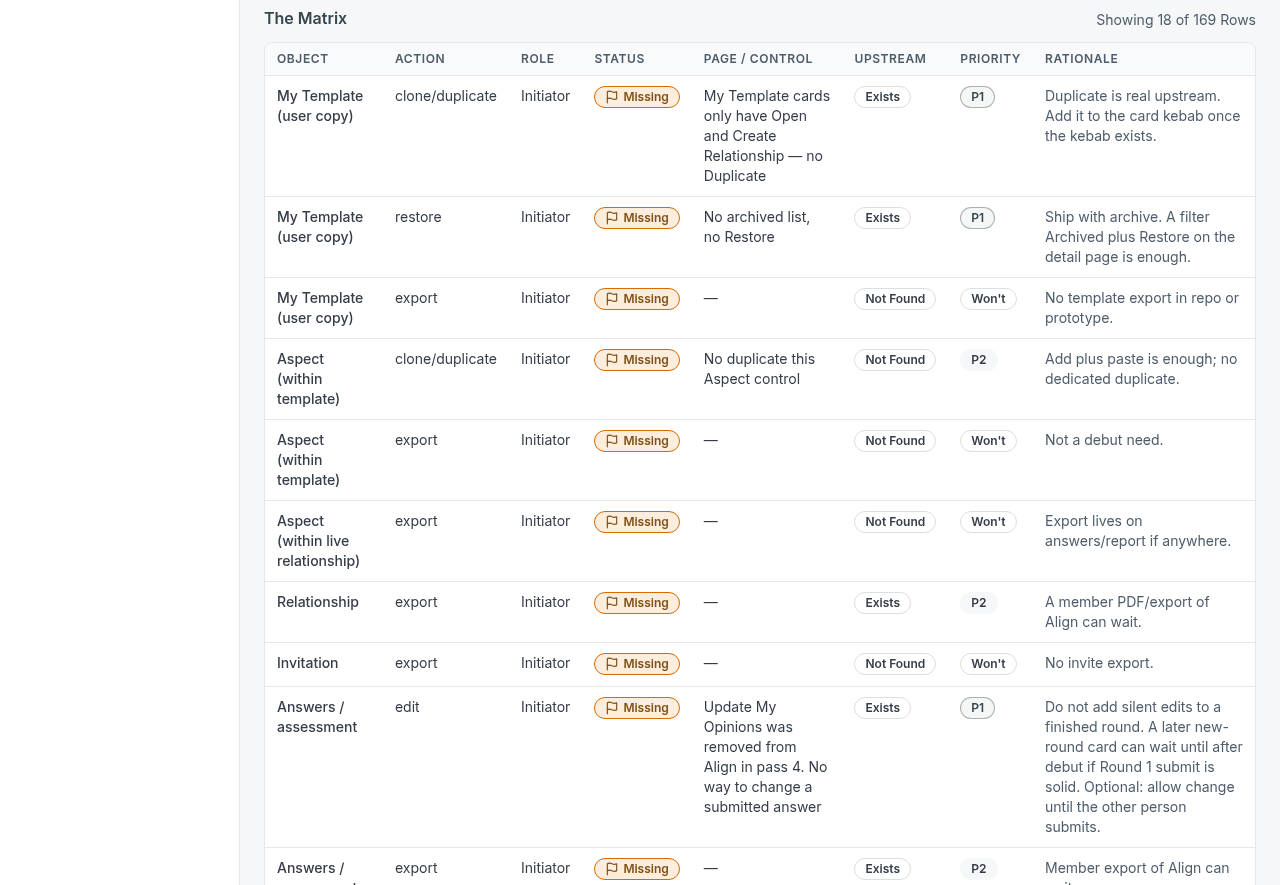 The Matrix
Showing 18 of 169 Rows
OBJECT ACTION ROLE STATUS PAGE / CONTROL UPSTREAM PRIORITY RATIONALE
My Template (user copy) clone/duplicate Initiator Missing My Template cards only have Open and Create Relationship — no Duplicate Exists P1 Duplicate is real upstream. Add it to the card kebab once the kebab exists.
My Template (user copy) restore Initiator Missing No archived list, no Restore Exists P1 Ship with archive. A filter Archived plus Restore on the detail page is enough.
My Template (user copy) export Initiator Missing — Not Found Won't No template export in repo or prototype.
Aspect (within template) clone/duplicate Initiator Missing No duplicate this Aspect control Not Found P2 Add plus paste is enough; no dedicated duplicate.
Aspect (within template) export Initiator Missing — Not Found Won't Not a debut need.
Aspect (within live relationship) export Initiator Missing — Not Found Won't Export lives on answers/report if anywhere.
Relationship export Initiator Missing — Exists P2 A member PDF/export of Align can wait.
Invitation export Initiator Missing — Not Found Won't No invite export.
Answers / assessment edit Initiator Missing Update My Opinions was removed from Align in pass 4. No way to change a submitted answer Exists P1 Do not add silent edits to a finished round. A later new-round card can wait until after debut if Round 1 submit is solid. Optional: allow change until the other person submits.
Answers / export Initiator Missing — Exists P2 Member export of Align can